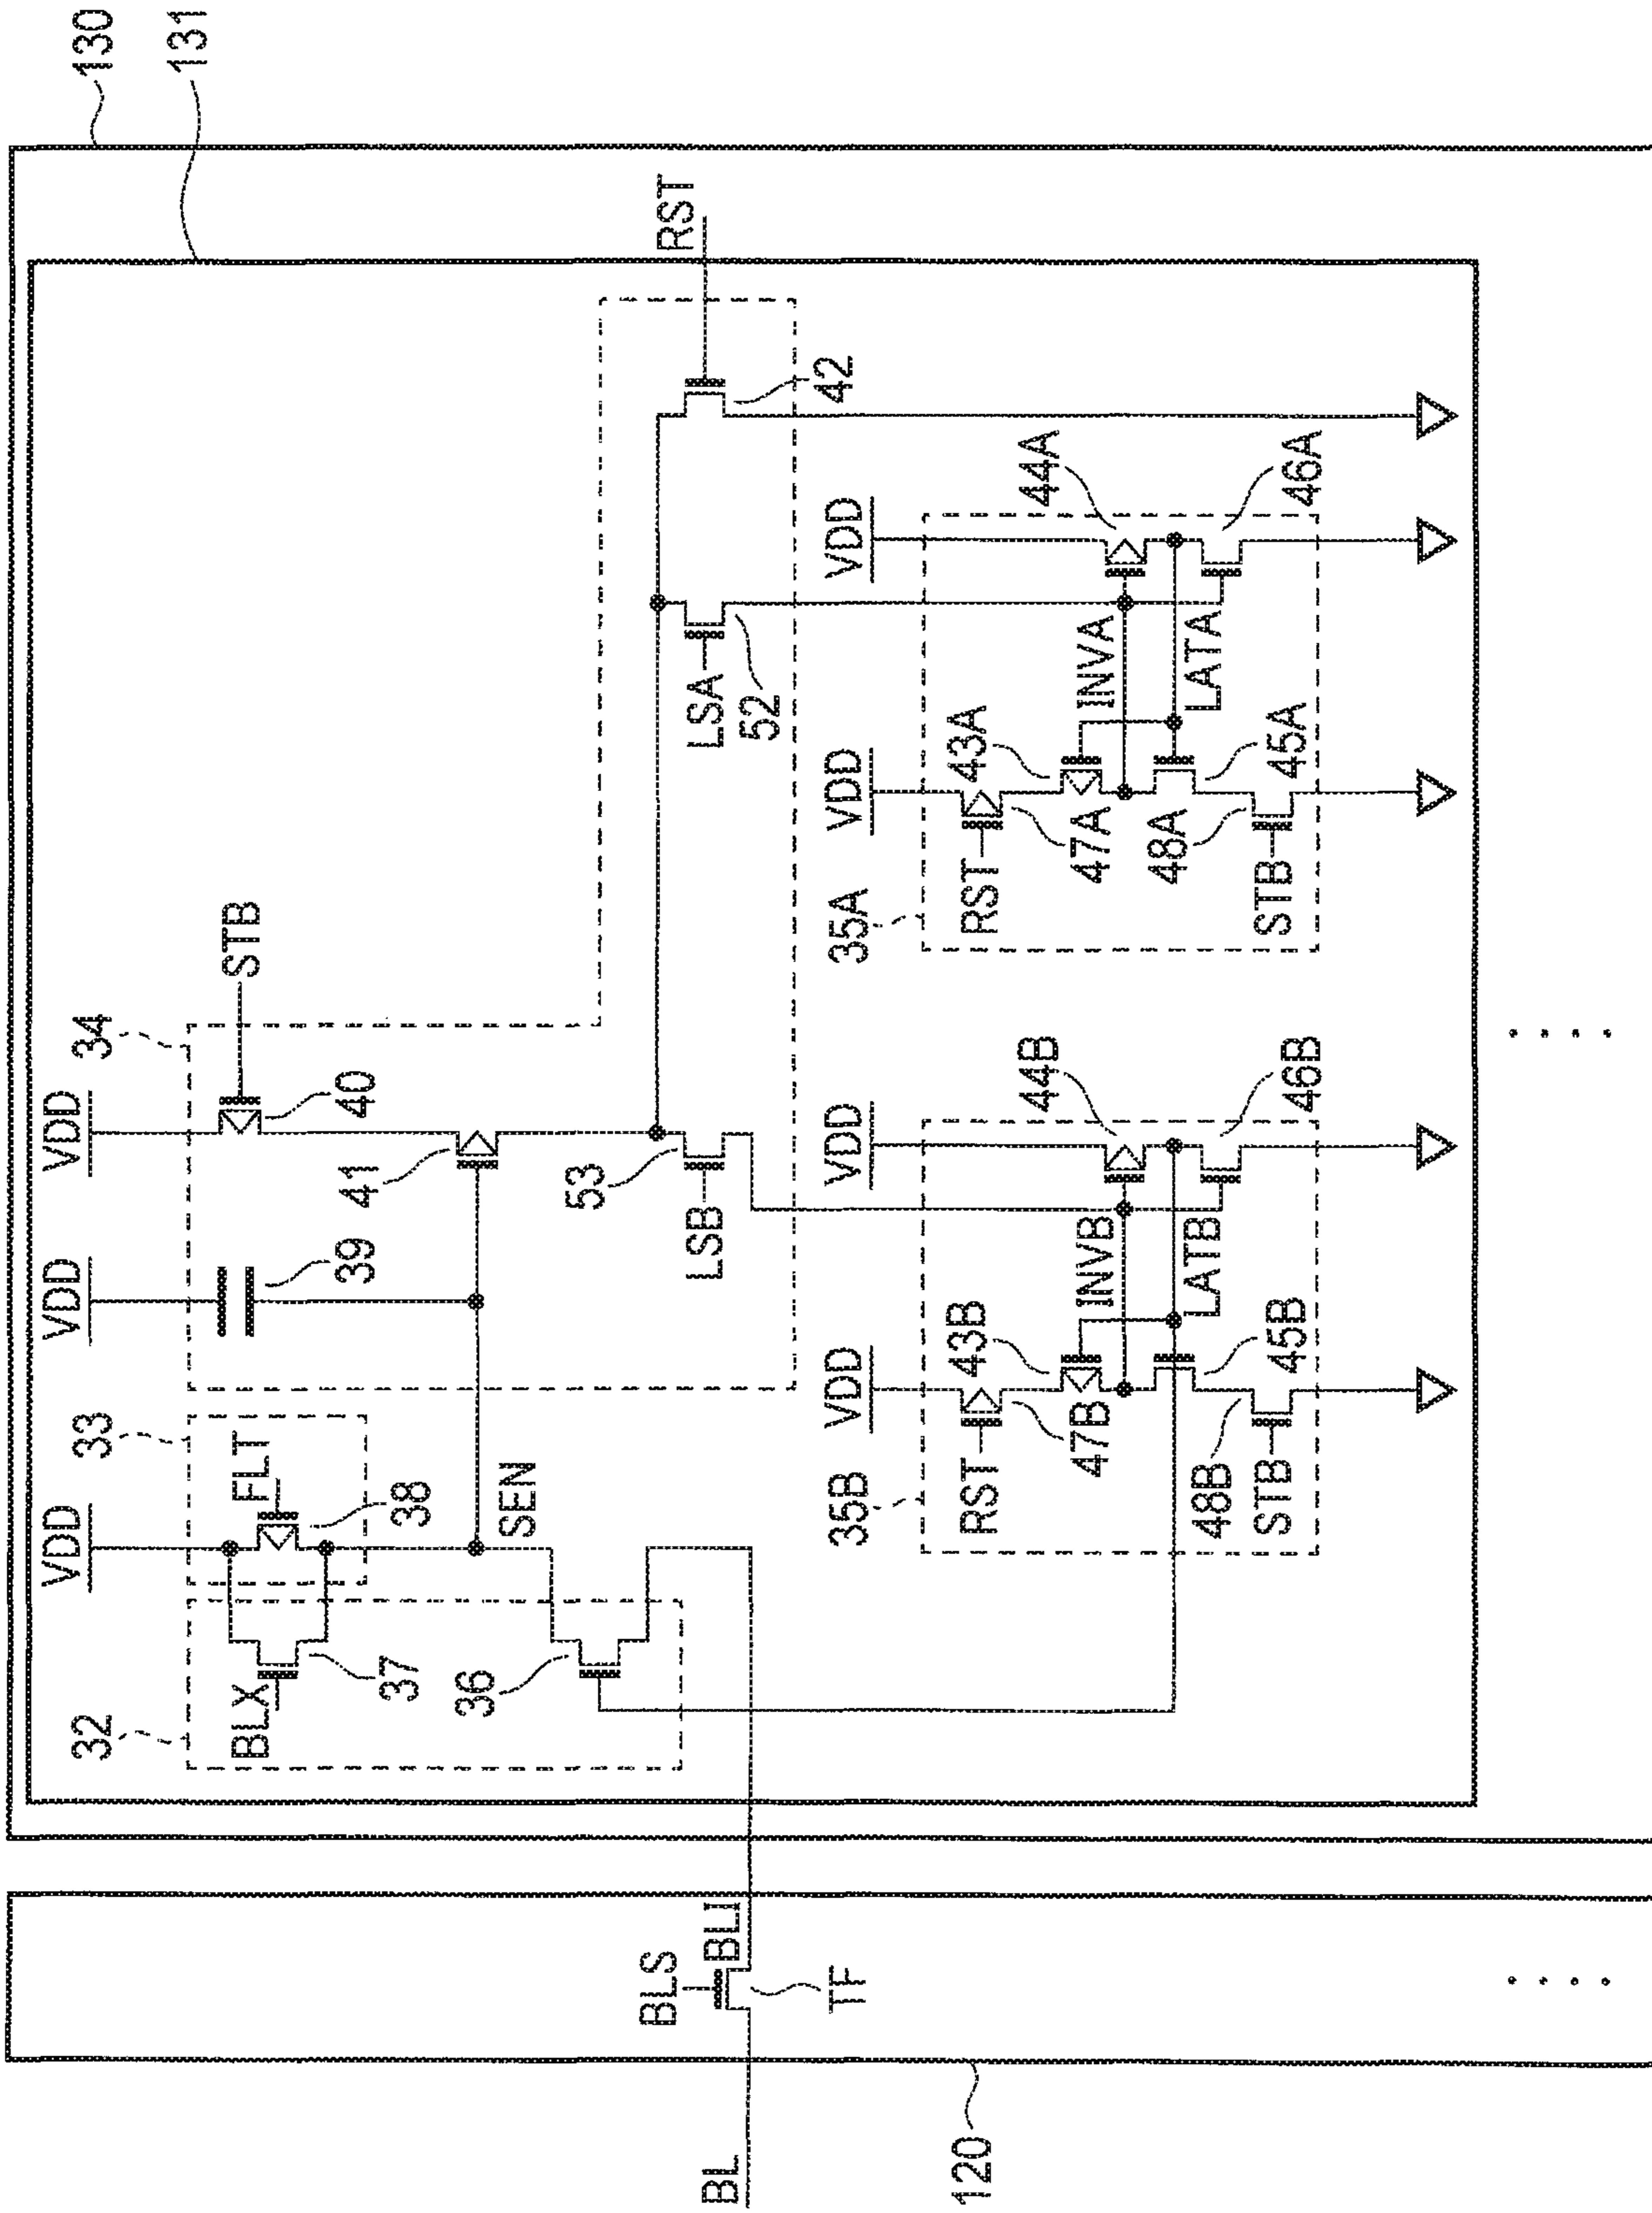 130
131
RST
42
VDD
44A
46A
LSA
52
INVA
LATA
VDD
43A
47A
45A
48A
RST
STB
35A
STB
34
VDD
40
41
53
LSB
VDD
44B
46B
VDD
39
INVB
LATB
VDD
43B
47B
45B
48B
RST
STB
35B
33
FLT
VDD
38
SEN
BLX
37
36
32
BLI
BLS
TF
BL
120